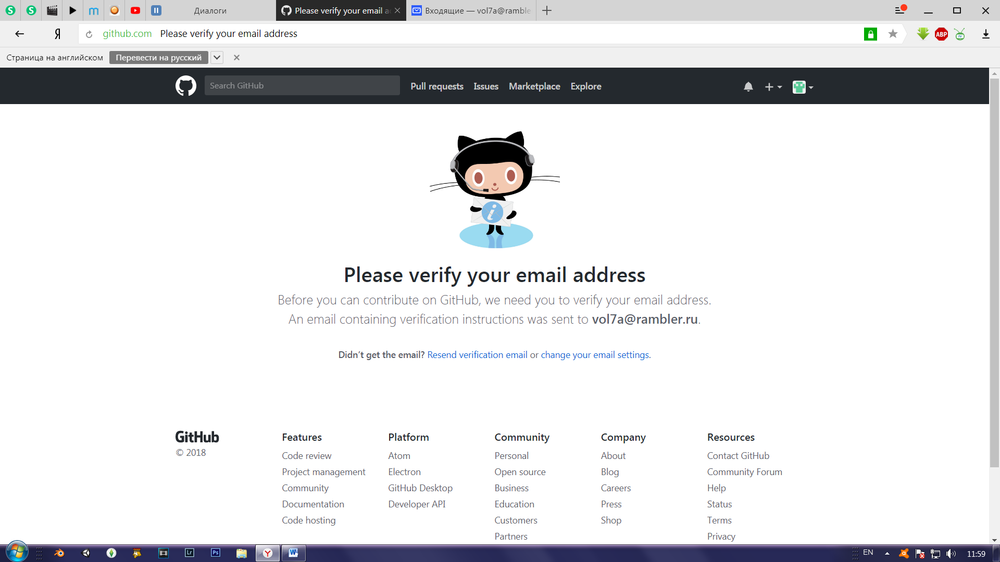 Диалоги
Please verify your email a
Входящие — vol7a@ramble
github.com Please verify your email address
ABP
TV
Страница на английском Перевести на русский
Search GitHub Pull requests Issues Marketplace Explore
Please verify your email address
Before you can contribute on GitHub, we need you to verify your email address.
An email containing verification instructions was sent to vol7a@rambler.ru.
Didn’t get the email? Resend verification email or change your email settings.
GitHub
© 2018
Features
Code review
Project management
Community
Documentation
Code hosting
Platform
Atom
Electron
GitHub Desktop
Developer API
Community
Personal
Open source
Business
Education
Customers
Partners
Company
About
Blog
Careers
Press
Shop
Resources
Contact GitHub
Community Forum
Help
Status
Terms
Privacy
Lr Ps Y W EN 11:59